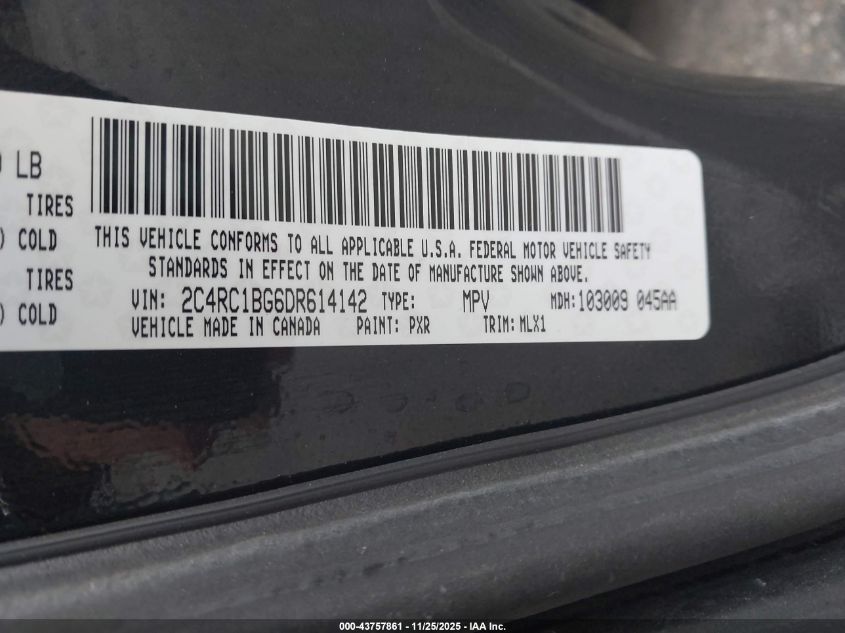 LB
TIRES
) COLD
TIRES
) COLD
THIS VEHICLE CONFORMS TO ALL APPLICABLE U.S.A. FEDERAL MOTOR VEHICLE SAFETY
STANDARDS IN EFFECT ON THE DATE OF MANUFACTURE SHOWN ABOVE.
VIN: 2C4RC1BG6DR614142 TYPE: MPV MDH:103009 045AA
VEHICLE MADE IN CANADA PAINT: PXR TRIM:MLX1
000-43757861 - 11/25/2025 - IAA Inc.